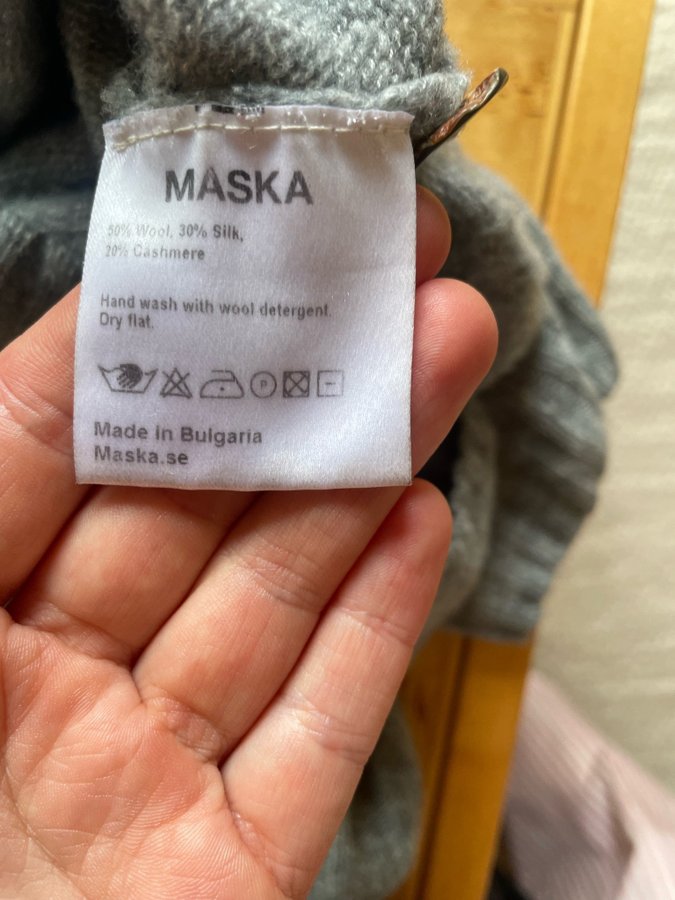 MASKA
50% Wool, 30% Silk,
20% Cashmere
Hand wash with wool detergent.
Dry flat.
P
Made in Bulgaria
Maska.se